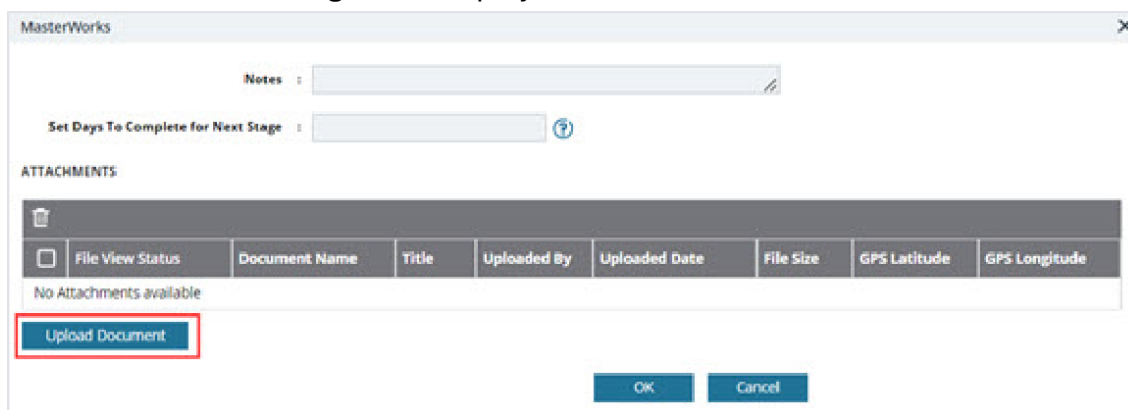 MasterWorks X
Notes :
Set Days To Complete for Next Stage : ?
ATTACHMENTS
File View Status Document Name Title Uploaded By Uploaded Date File Size GPS Latitude GPS Longitude
No Attachments available
Upload Document
OK Cancel